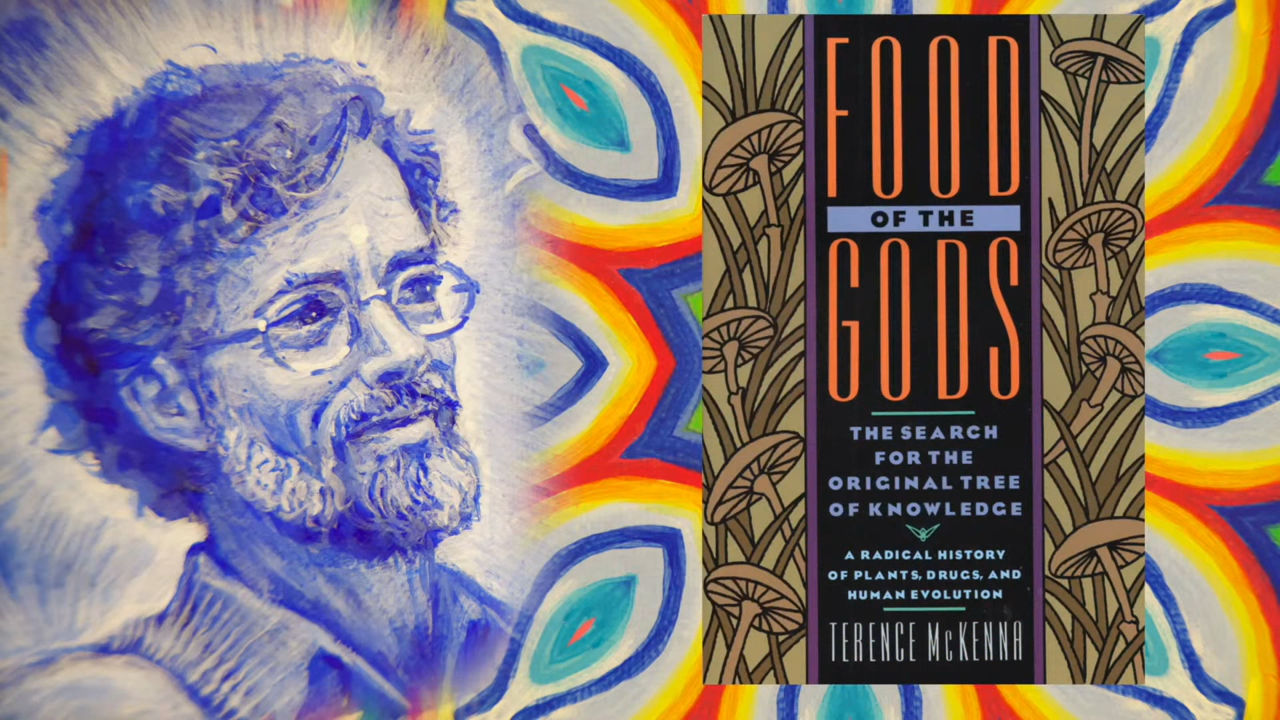 FOOD
OF THE
GODS
THE SEARCH
FOR THE
ORIGINAL TREE
OF KNOWLEDGE
A RADICAL HISTORY
OF PLANTS, DRUGS, AND
HUMAN EVOLUTION
TERENCE McKENNA